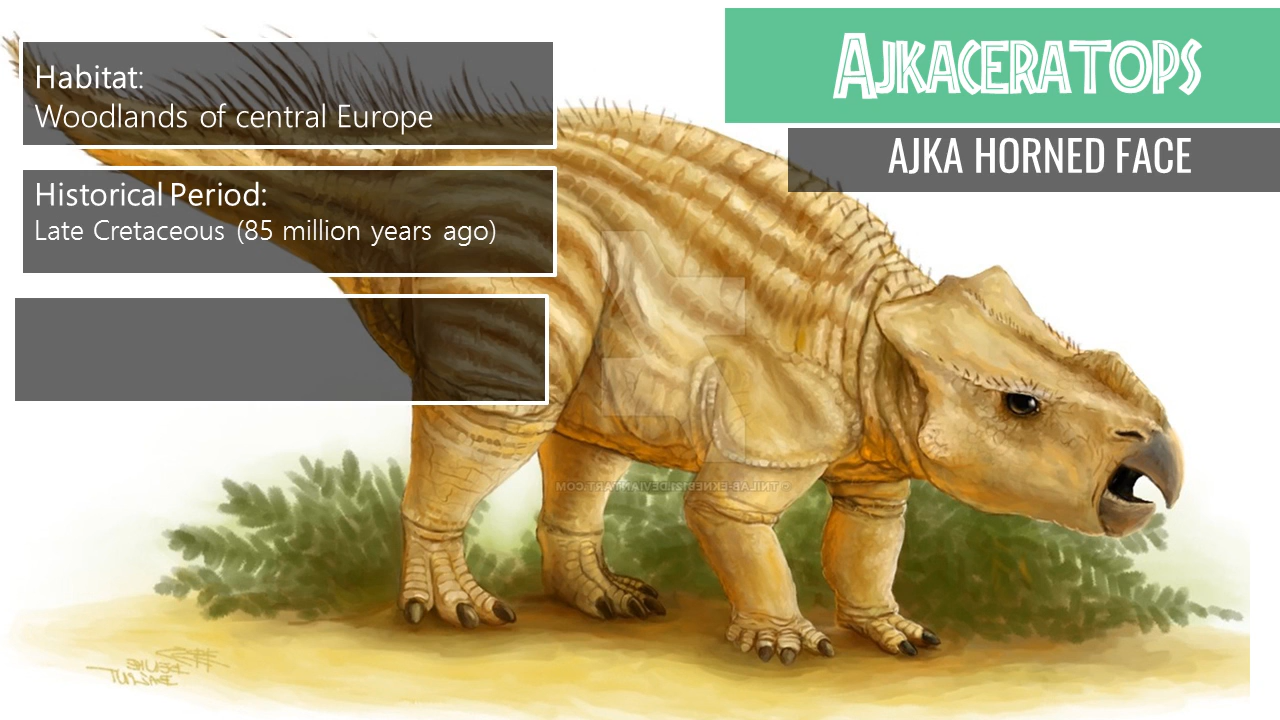 AJKACERATOPS
AJKA HORNED FACE
Habitat:
Woodlands of central Europe
Historical Period:
Late Cretaceous (85 million years ago)